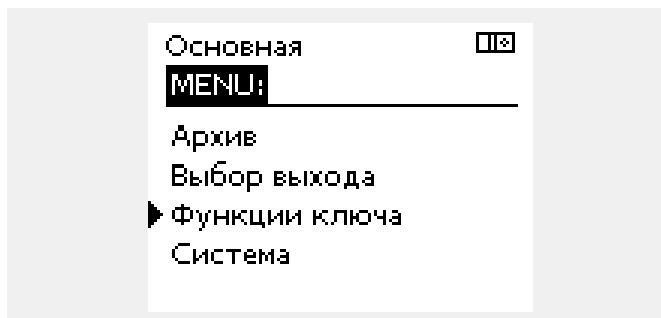 Основная
MENU:
Архив
Выбор выхода
Функции ключа
Система